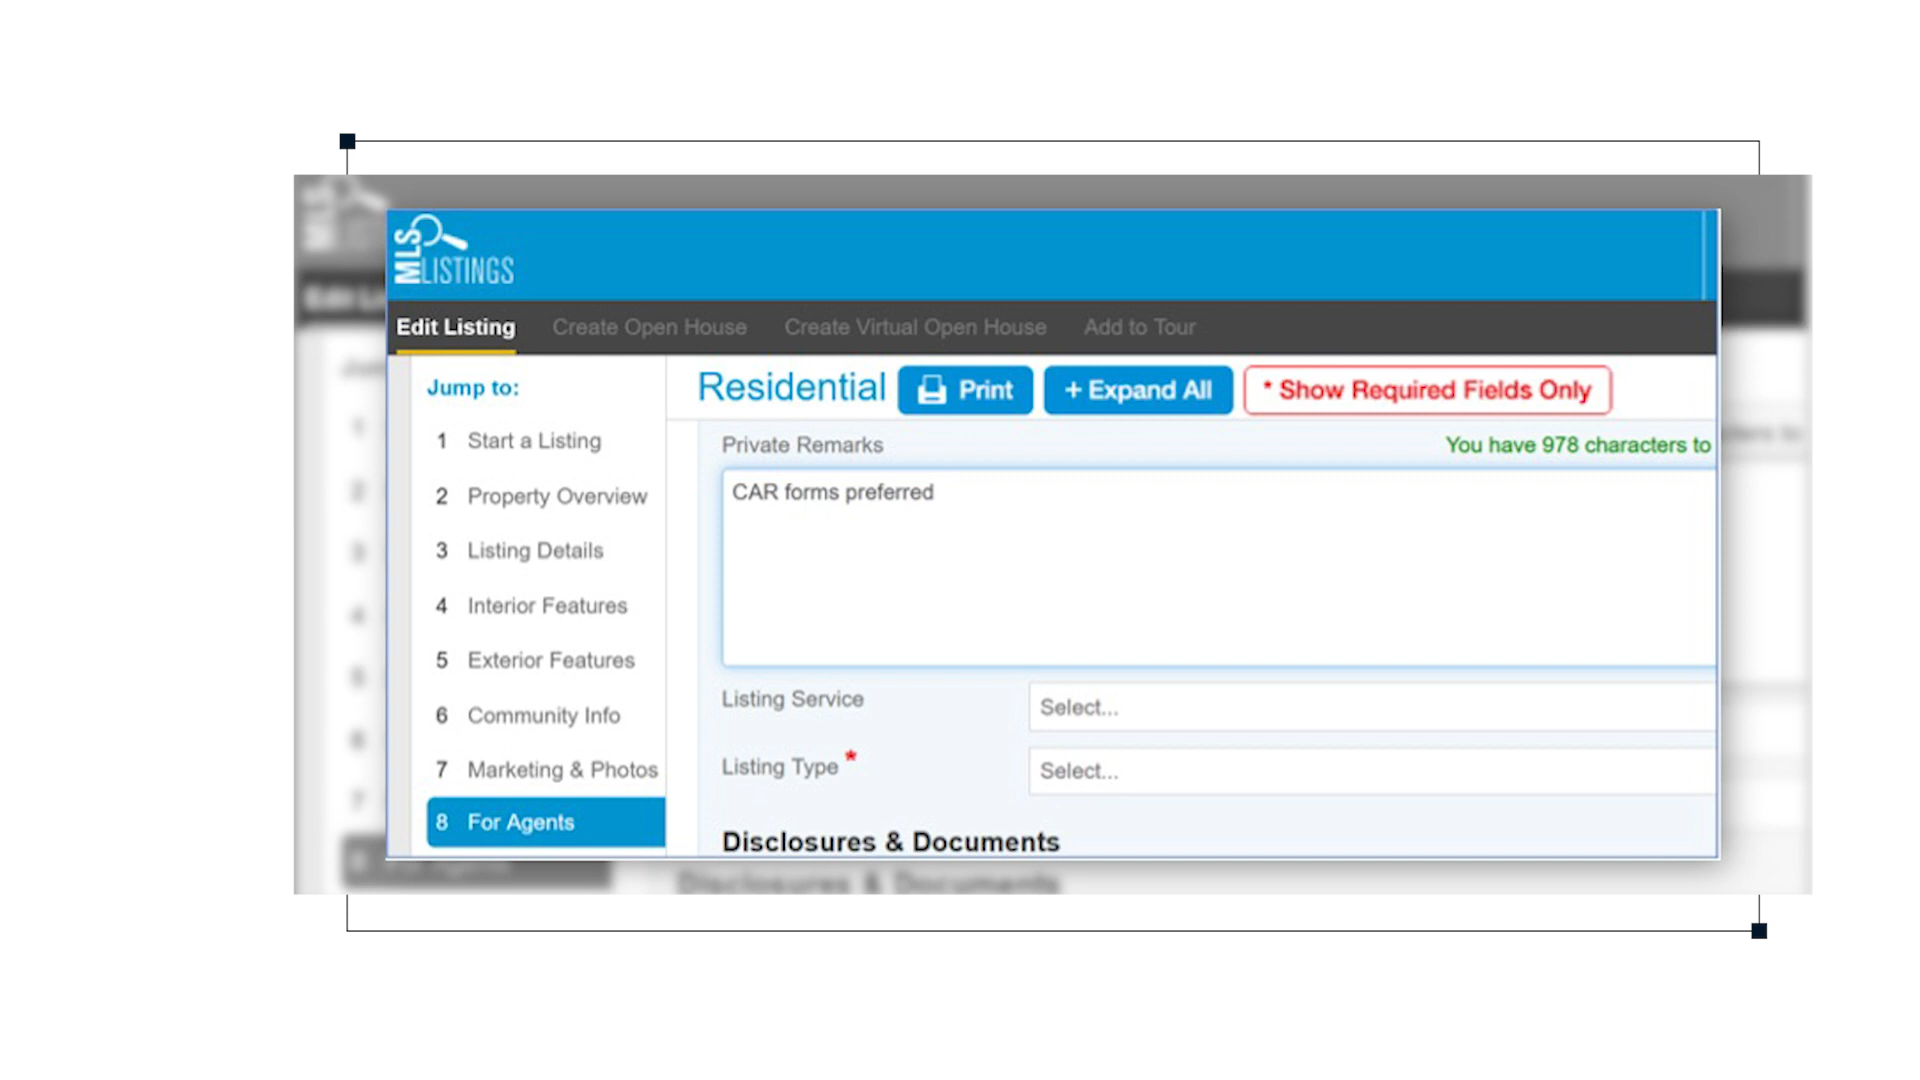 MLS
LISTINGS
Edit Listing Create Open House Create Virtual Open House Add to Tour
Jump to:
1 Start a Listing
2 Property Overview
3 Listing Details
4 Interior Features
5 Exterior Features
6 Community Info
7 Marketing & Photos
8 For Agents
Residential Print + Expand All * Show Required Fields Only
Private Remarks You have 978 characters to
CAR forms preferred
Listing Service Select...
Listing Type * Select...
Disclosures & Documents
Disclosures & Documents